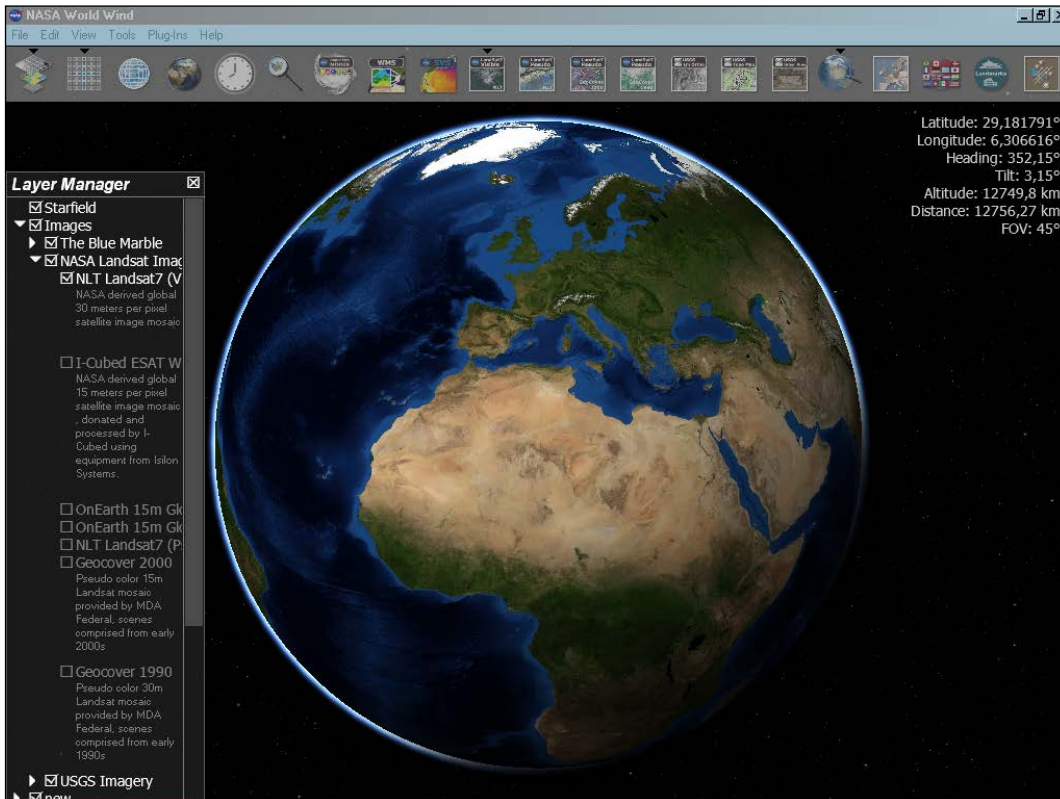 NASA World Wind
File Edit View Tools Plug-Ins Help
WMS
Landmarks
Latitude: 29,181791°
Longitude: 6,306616°
Heading: 352,15°
Tilt: 3,15°
Altitude: 12749,8 km
Distance: 12756,27 km
FOV: 45°
Layer Manager
Starfield
Images
The Blue Marble
NASA Landsat Imag
NLT Landsat7 (V
NASA derived global
30 meters per pixel
satellite image mosaic
I-Cubed ESAT W
NASA derived global
15 meters per pixel
satellite image mosaic
, donated and
processed by I-
Cubed using
equipment from Isilon
Systems.
OnEarth 15m Gl
OnEarth 15m Gl
NLT Landsat7 (P
Geocover 2000
Pseudo color 15m
Landsat mosaic
provided by MDA
Federal, scenes
comprised from early
2000s
Geocover 1990
Pseudo color 30m
Landsat mosaic
provided by MDA
Federal, scenes
comprised from early
1990s
USGS Imagery
new